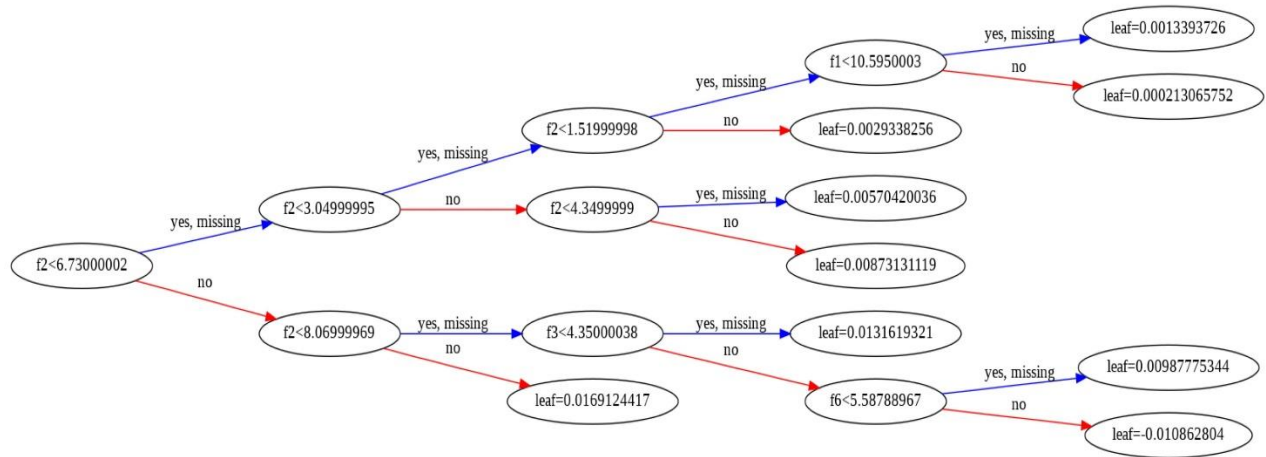 leaf=0.0013393726
yes, missing
f1<10.5950003
no
yes, missing
leaf=0.000213065752
f2<1.51999998
no
leaf=0.0029338256
yes, missing
yes, missing
leaf=0.00570420036
f2<3.04999995
no
f2<4.3499999
yes, missing
no
f2<6.73000002
leaf=0.00873131119
no
yes, missing
yes, missing
f2<8.06999969
f3<4.35000038
leaf=0.0131619321
no
no
yes, missing
leaf=0.00987775344
leaf=0.0169124417
f6<5.58788967
no
leaf=-0.010862804